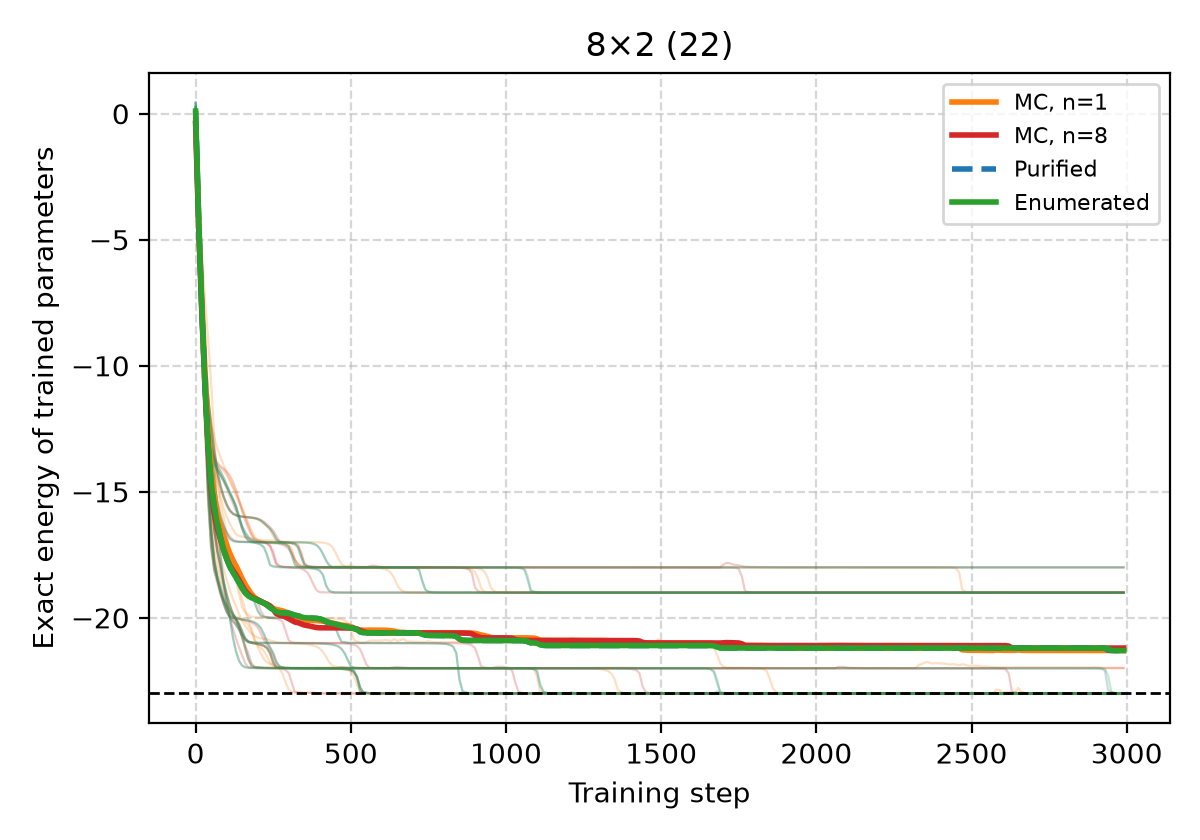 8×2 (22)
Exact energy of trained parameters
0
−5
−10
−15
−20
MC, n=1
MC, n=8
Purified
Enumerated
0 500 1000 1500 2000 2500 3000
Training step